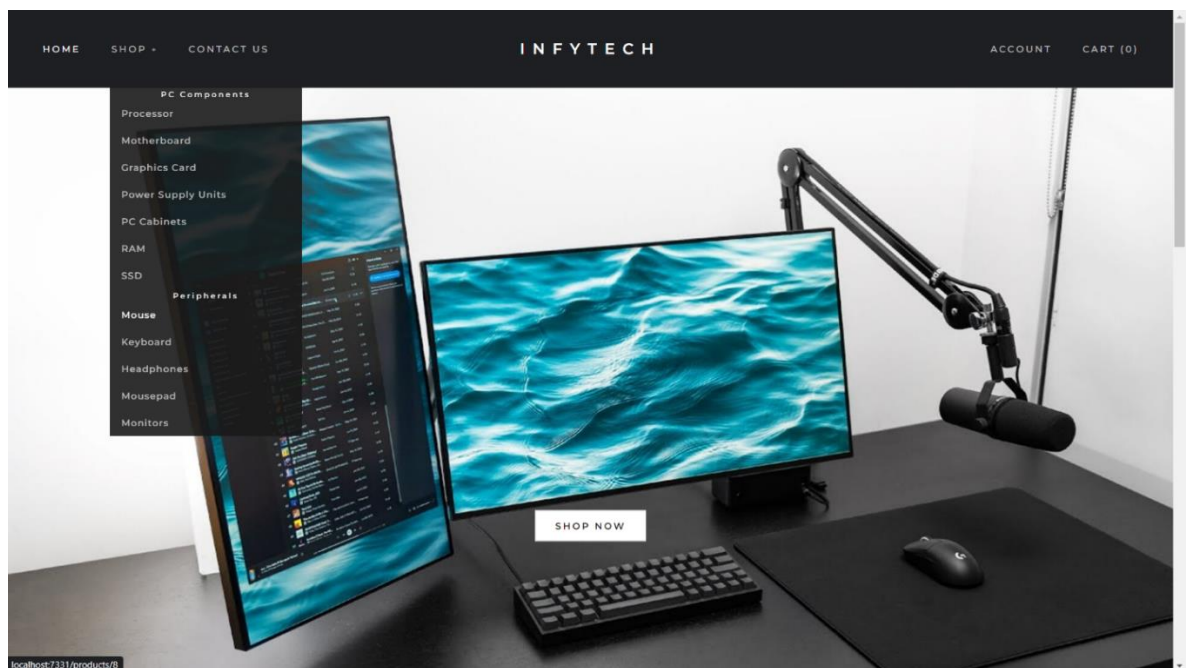 HOME SHOP CONTACT US INFYTECH ACCOUNT CART (0)
PC Components
Processor
Motherboard
Graphics Card
Power Supply Units
PC Cabinets
RAM
SSD
Peripherals
Mouse
Keyboard
Headphones
Mousepad
Monitors
SHOP NOW
localhost:7331/products/8